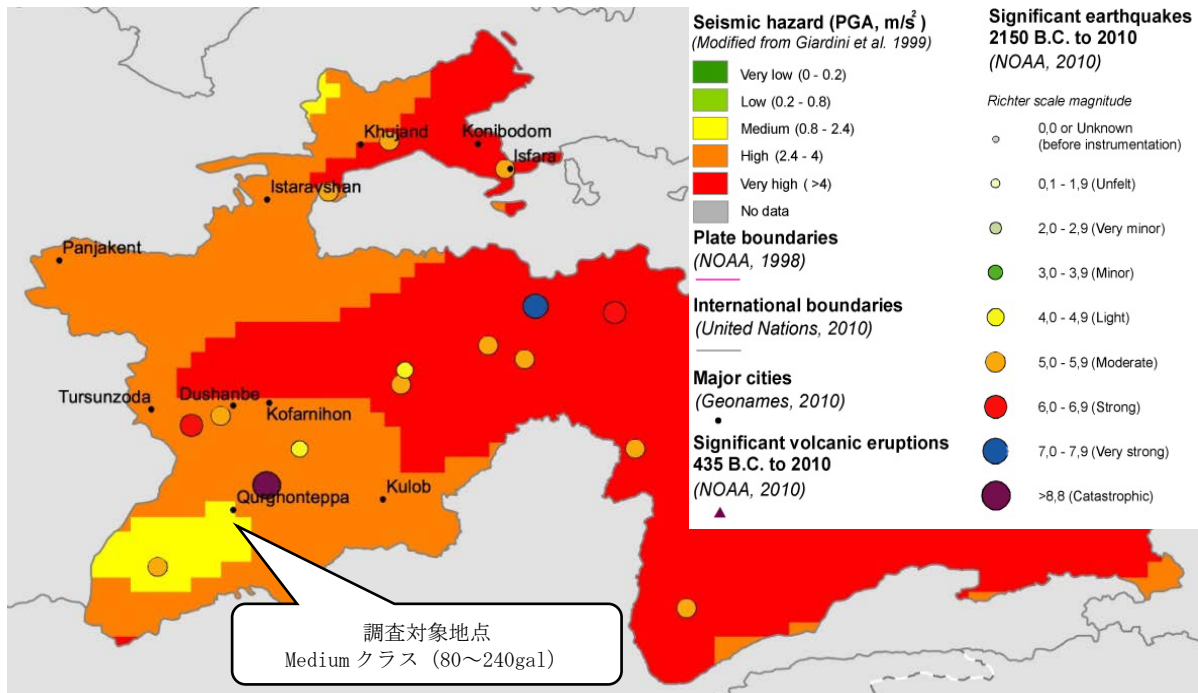 Khujand
Konibodom
Isfara
Istaravshan
Panjakent
Tursunzoda
Dushanbe
Kofarnihon
Qurghonteppa
Kulob
調査対象地点
Medium クラス (80～240gal)
Seismic hazard (PGA, m/s²)
(Modified from Giardini et al. 1999)
Very low (0 - 0.2)
Low (0.2 - 0.8)
Medium (0.8 - 2.4)
High (2.4 - 4)
Very high ( >4)
No data
Plate boundaries
(NOAA, 1998)
International boundaries
(United Nations, 2010)
Major cities
(Geonames, 2010)
Significant volcanic eruptions
435 B.C. to 2010
(NOAA, 2010)
Significant earthquakes
2150 B.C. to 2010
(NOAA, 2010)
Richter scale magnitude
0,0 or Unknown
(before instrumentation)
0,1 - 1,9 (Unfelt)
2,0 - 2,9 (Very minor)
3,0 - 3,9 (Minor)
4,0 - 4,9 (Light)
5,0 - 5,9 (Moderate)
6,0 - 6,9 (Strong)
7,0 - 7,9 (Very strong)
>8,8 (Catastrophic)